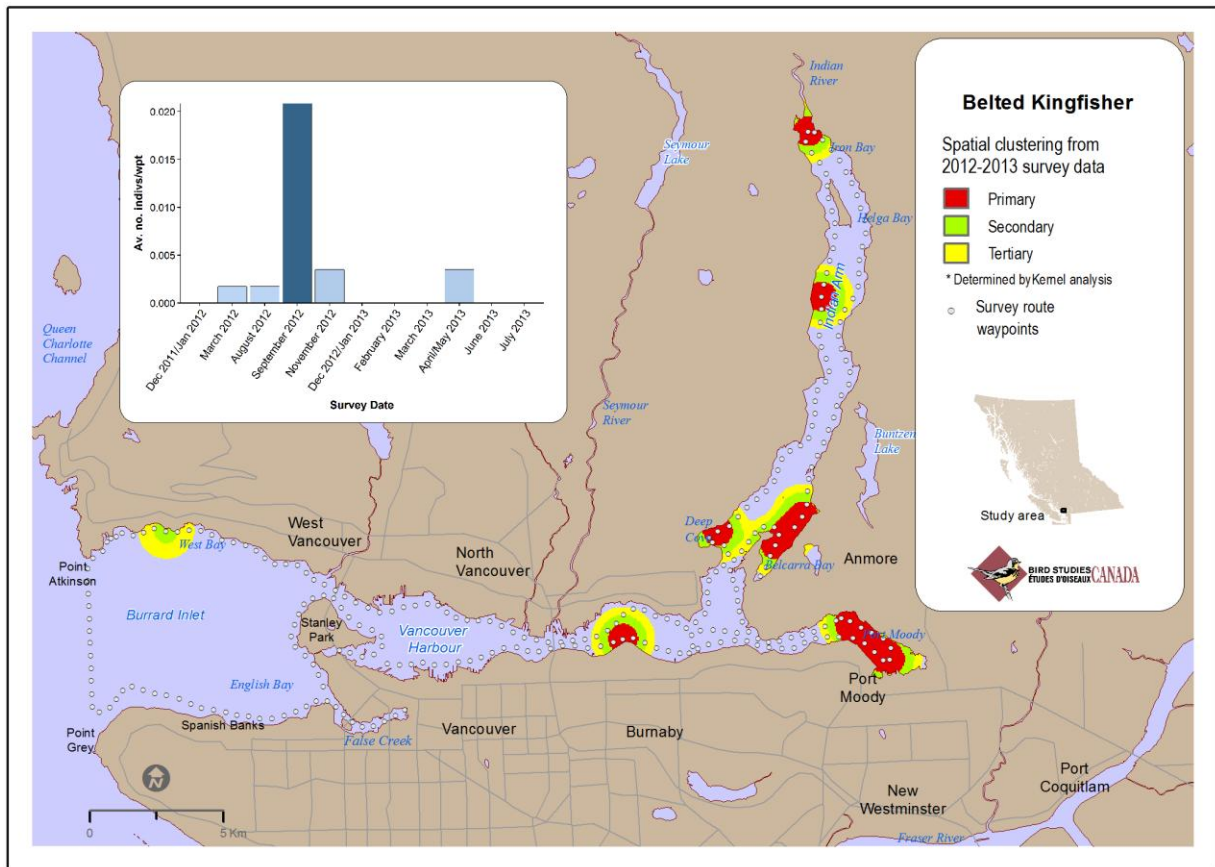 Belted Kingfisher
Spatial clustering from
2012-2013 survey data
Primary
Secondary
Tertiary
* Determined by Kernel analysis
Survey route
waypoints
Study area
BIRD STUDIES
ÉTUDES D'OISEAUX
CANADA
Av. no. indivs/wpt
0.020
0.015
0.010
0.005
0.000
Dec 2011/Jan 2012
March 2012
August 2012
September 2012
November 2012
Dec 2012/Jan 2013
February 2013
March 2013
April/May 2013
June 2013
July 2013
Survey Date
Indian
River
Iron Bay
Helga Bay
Indian Arm
Seymour
Lake
Queen
Charlotte
Channel
Seymour
River
Buntzen
Lake
West
Vancouver
West Bay
North
Vancouver
Deep
Cove
Belcarra Bay
Anmore
Point
Atkinson
Burrard Inlet
Stanley
Park
Vancouver
Harbour
Port Moody
Port
Moody
English Bay
Spanish Banks
False Creek
Vancouver
Burnaby
Point
Grey
N
0
5 Km
New
Westminster
Port
Coquitlam
Fraser River